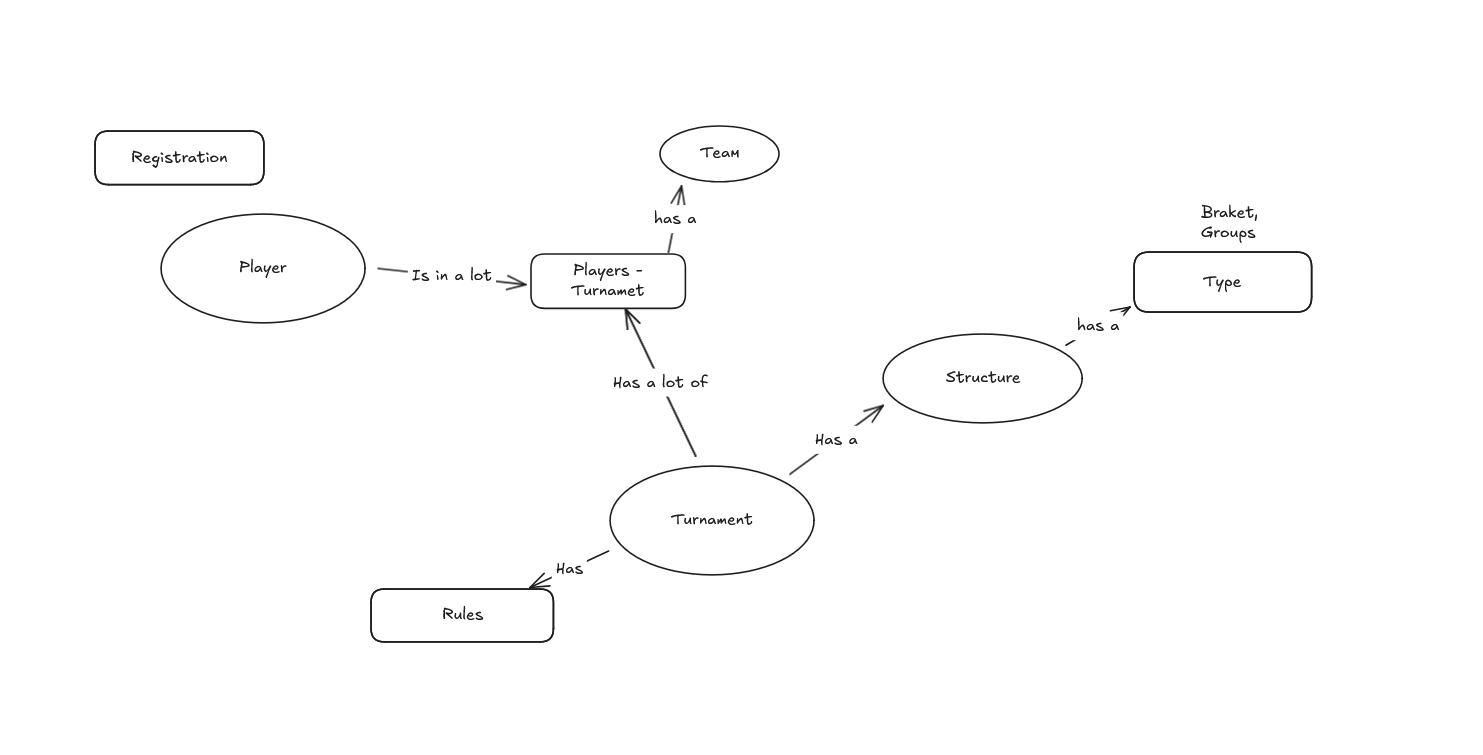 Registration
Team
has a
Braket,
Groups
Player
Is in a lot
Players -
Turnamet
Type
has a
Structure
Has a lot of
Has a
Turnament
Has
Rules